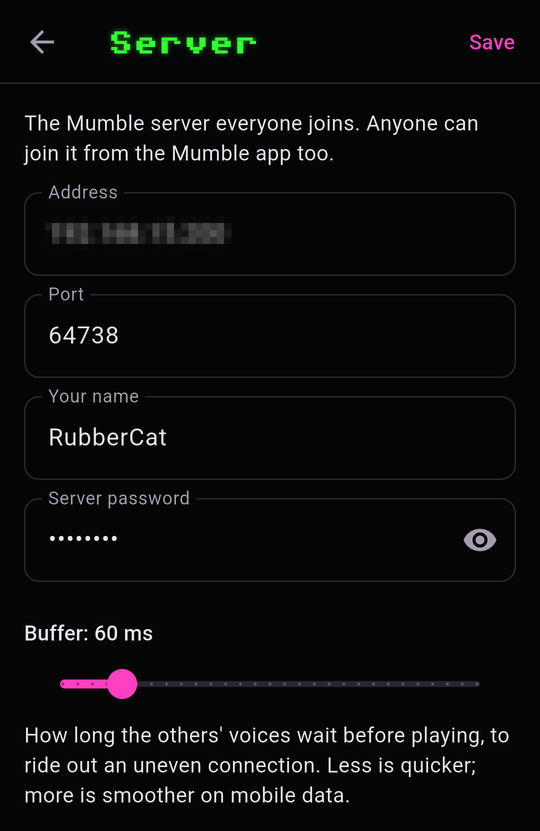 Server
Save
The Mumble server everyone joins. Anyone can
join it from the Mumble app too.
Address
Port
64738
Your name
RubberCat
Server password
••••••••
Buffer: 60 ms
How long the others' voices wait before playing, to
ride out an uneven connection. Less is quicker;
more is smoother on mobile data.